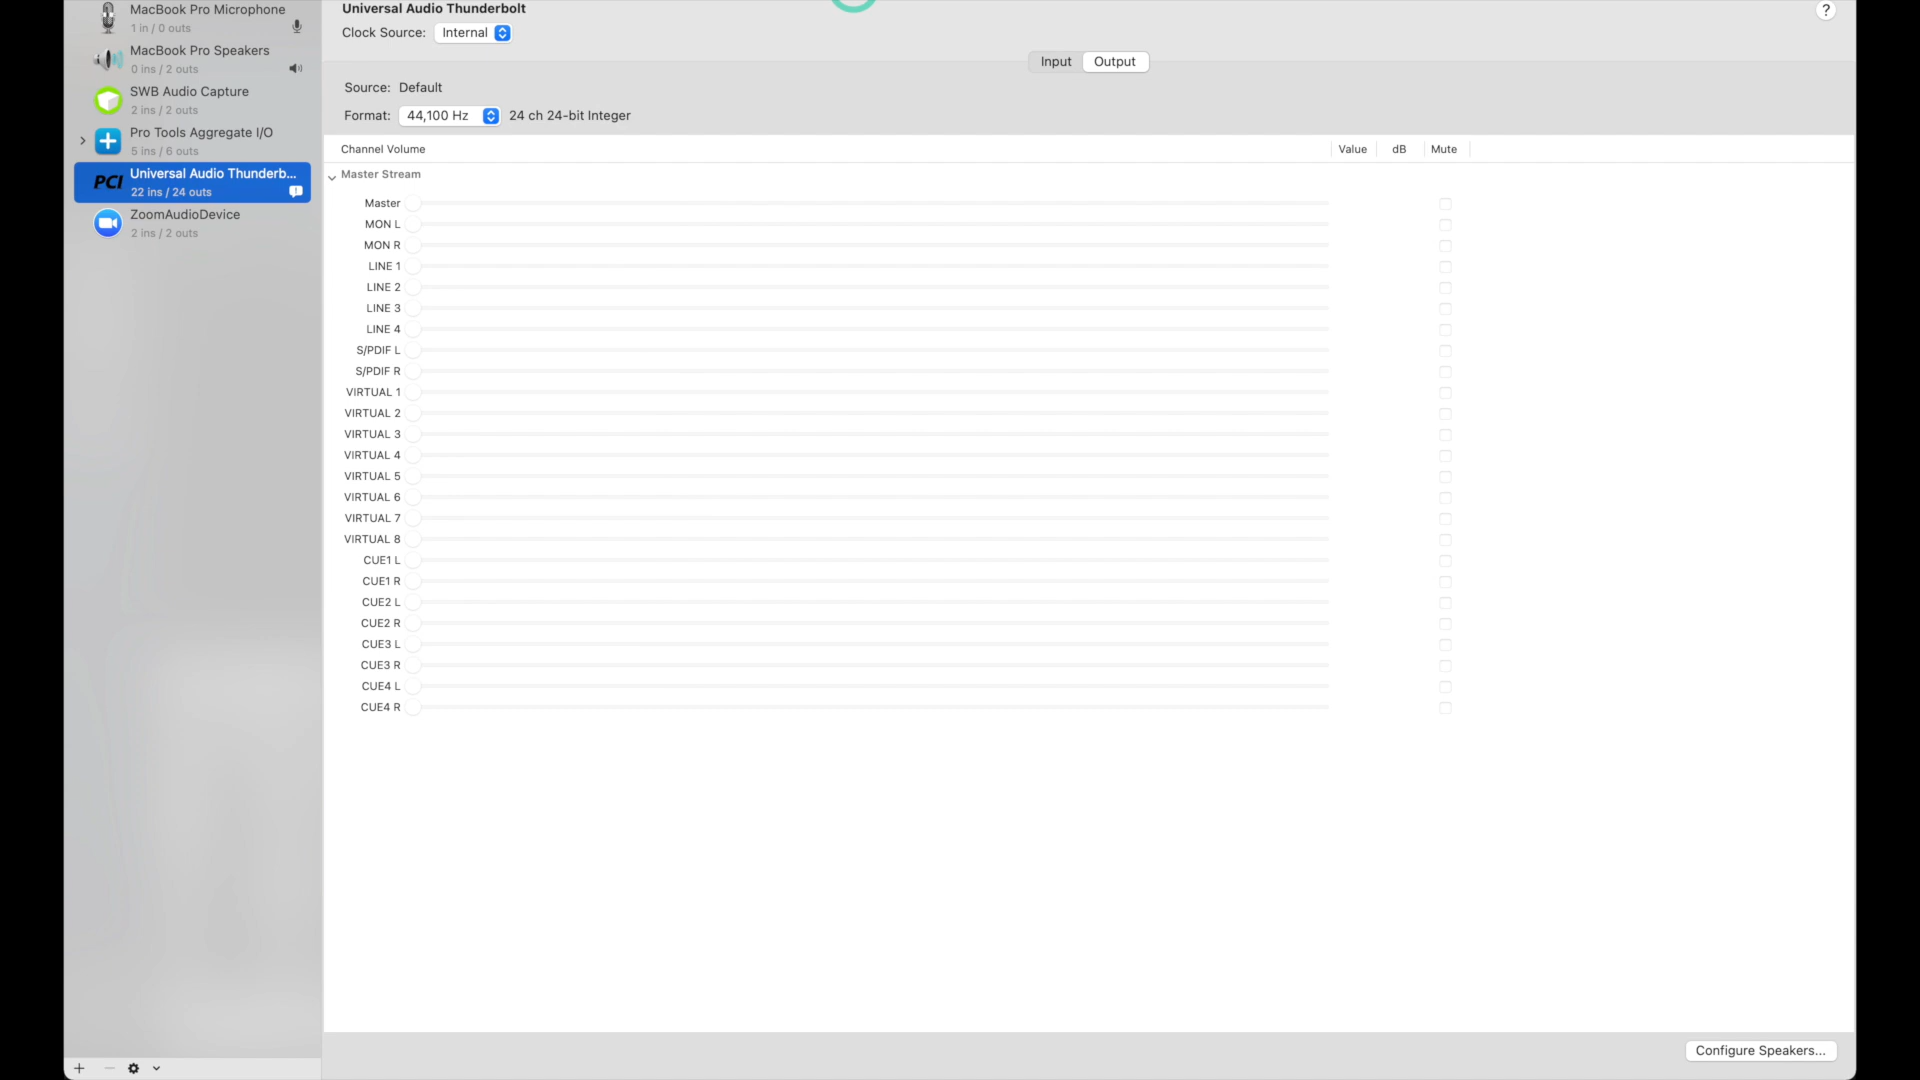 MacBook Pro Microphone
1 in / 0 outs
MacBook Pro Speakers
0 ins / 2 outs
SWB Audio Capture
2 ins / 2 outs
Pro Tools Aggregate I/O
5 ins / 6 outs
PCI
Universal Audio Thunderb...
22 ins / 24 outs
ZoomAudioDevice
2 ins / 2 outs
Universal Audio Thunderbolt
?
Clock Source: Internal
Input Output
Source: Default
Format: 44,100 Hz 24 ch 24-bit Integer
Channel Volume Value dB Mute
Master Stream
Master
MON L
MON R
LINE 1
LINE 2
LINE 3
LINE 4
S/PDIF L
S/PDIF R
VIRTUAL 1
VIRTUAL 2
VIRTUAL 3
VIRTUAL 4
VIRTUAL 5
VIRTUAL 6
VIRTUAL 7
VIRTUAL 8
CUE1 L
CUE1 R
CUE2 L
CUE2 R
CUE3 L
CUE3 R
CUE4 L
CUE4 R
Configure Speakers...